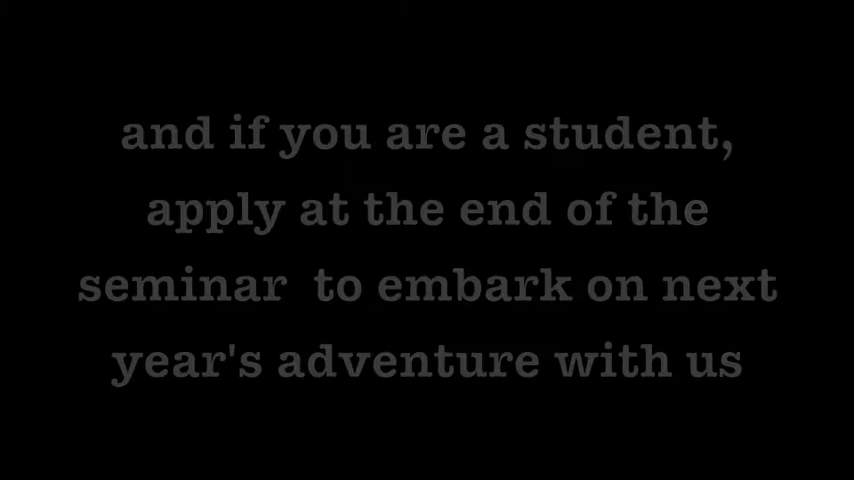 and if you are a student,
apply at the end of the
seminar  to embark on next
year's adventure with us